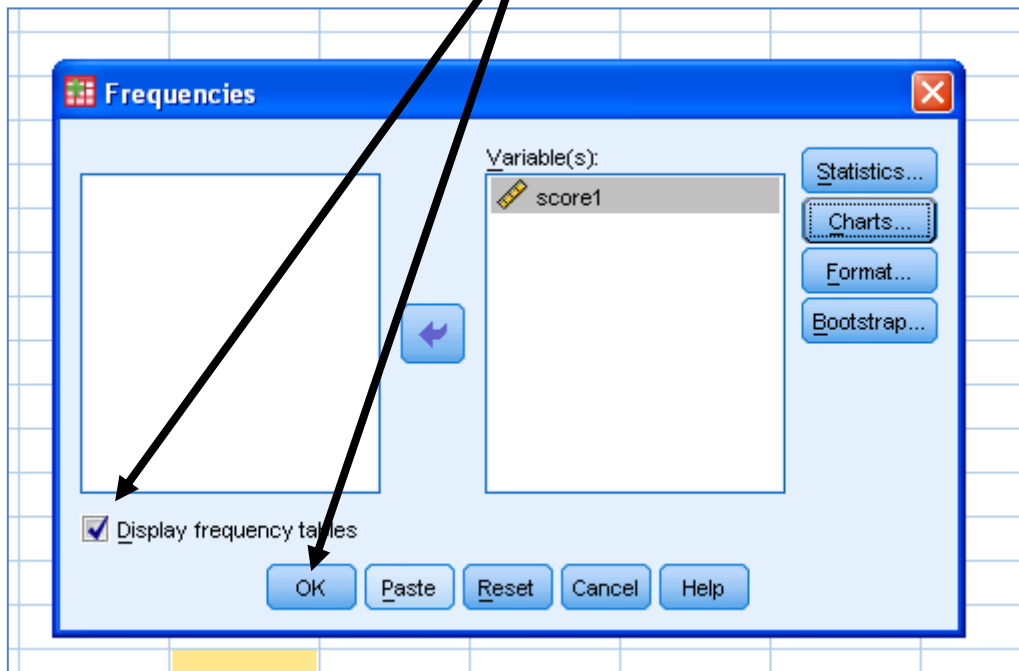 Frequencies
Variable(s):
score1
Statistics...
Charts...
Format...
Bootstrap...
Display frequency tables
OK Paste Reset Cancel Help